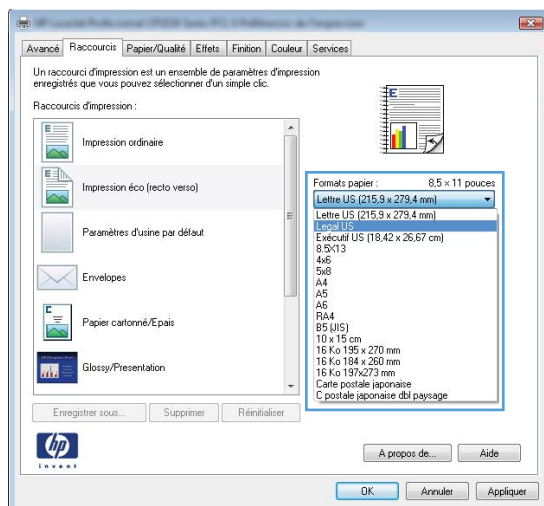 Avancé Raccourcis Papier/Qualité Effets Finition Couleur Services
Un raccourci d'impression est un ensemble de paramètres d'impression
enregistrés que vous pouvez sélectionner d'un simple clic.
Raccourcis d'impression :
Impression ordinaire
Impression éco (recto verso)
Paramètres d'usine par défaut
Envelopes
Papier cartonné/Epais
Glossy/Presentation
Enregistrer sous... Supprimer Réinitialiser
Formats papier : 8,5 × 11 pouces
Lettre US (215,9 x 279,4 mm)
Lettre US (215,9 x 279,4 mm)
Legal US
Exécutif US (18,42 x 26,67 cm)
8.5X13
4x6
5x8
A4
A5
A6
RA4
B5 (JIS)
10 x 15 cm
16 Ko 195 x 270 mm
16 Ko 184 x 260 mm
16 Ko 197x273 mm
Carte postale japonaise
C postale japonaise dbl paysage
hp
invent
A propos de... Aide
OK Annuler Appliquer